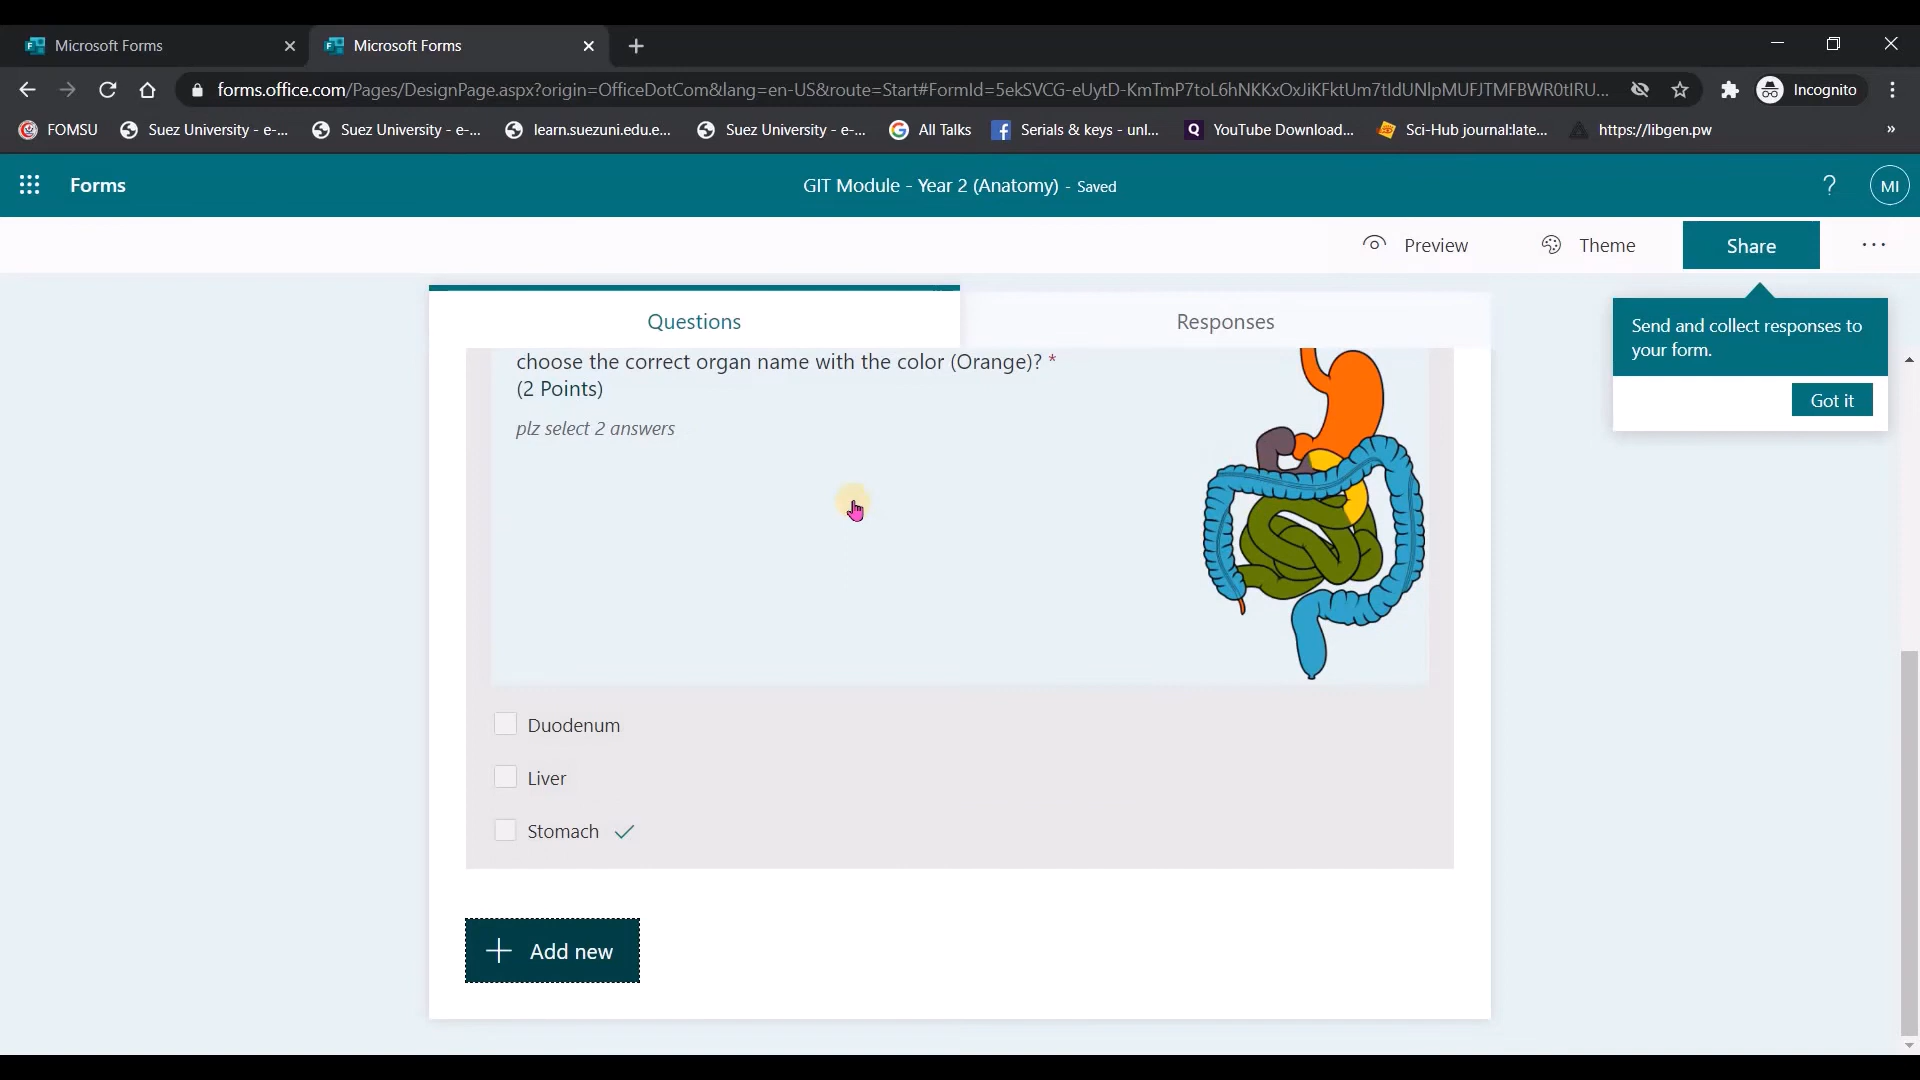 Microsoft Forms
Microsoft Forms
forms.office.com/Pages/DesignPage.aspx?origin=OfficeDotCom&lang=en-US&route=Start#FormId=5ekSVCG-eUytD-KmTmP7toL6hNKKxOxJiKFktUm7tIdUNlpMUFJTMFBWR0tIRU...
Incognito
FOMSU
Suez University - e-...
Suez University - e-...
learn.suezuni.edu.e...
Suez University - e-...
All Talks
Serials & keys - unl...
YouTube Download...
Sci-Hub journal:late...
https://libgen.pw
»
Forms
GIT Module - Year 2 (Anatomy) - Saved
?
MI
Preview
Theme
Share
...
Questions
Responses
Send and collect responses to
your form.
Got it
choose the correct organ name with the color (Orange)? *
(2 Points)
plz select 2 answers
Duodenum
Liver
Stomach
Add new